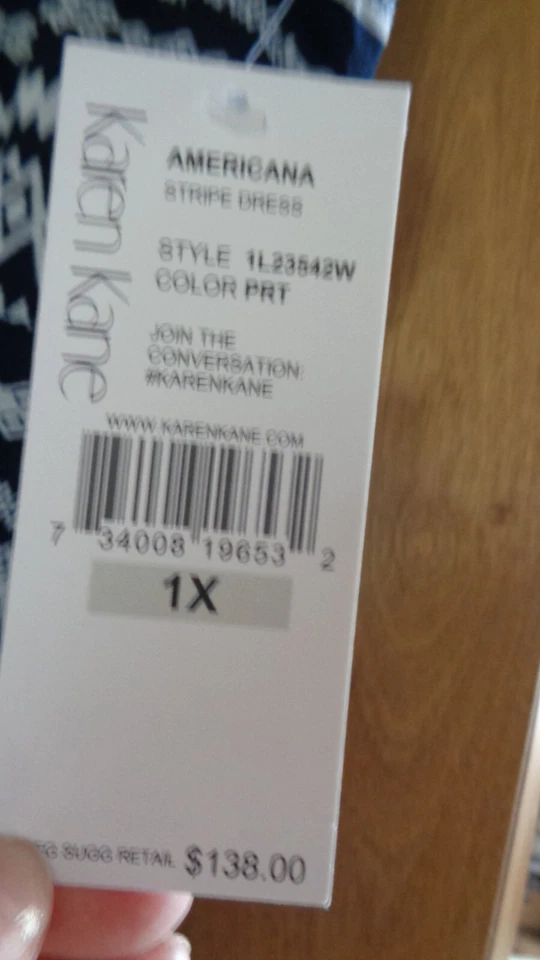 Karen Kane
AMERICANA
STRIPE DRESS
STYLE 1L23542W
COLOR PRT
JOIN THE
CONVERSATION:
#KARENKANE
WWW.KARENKANE.COM
7 34008 19653 2
1X
SUGG RETAIL $138.00